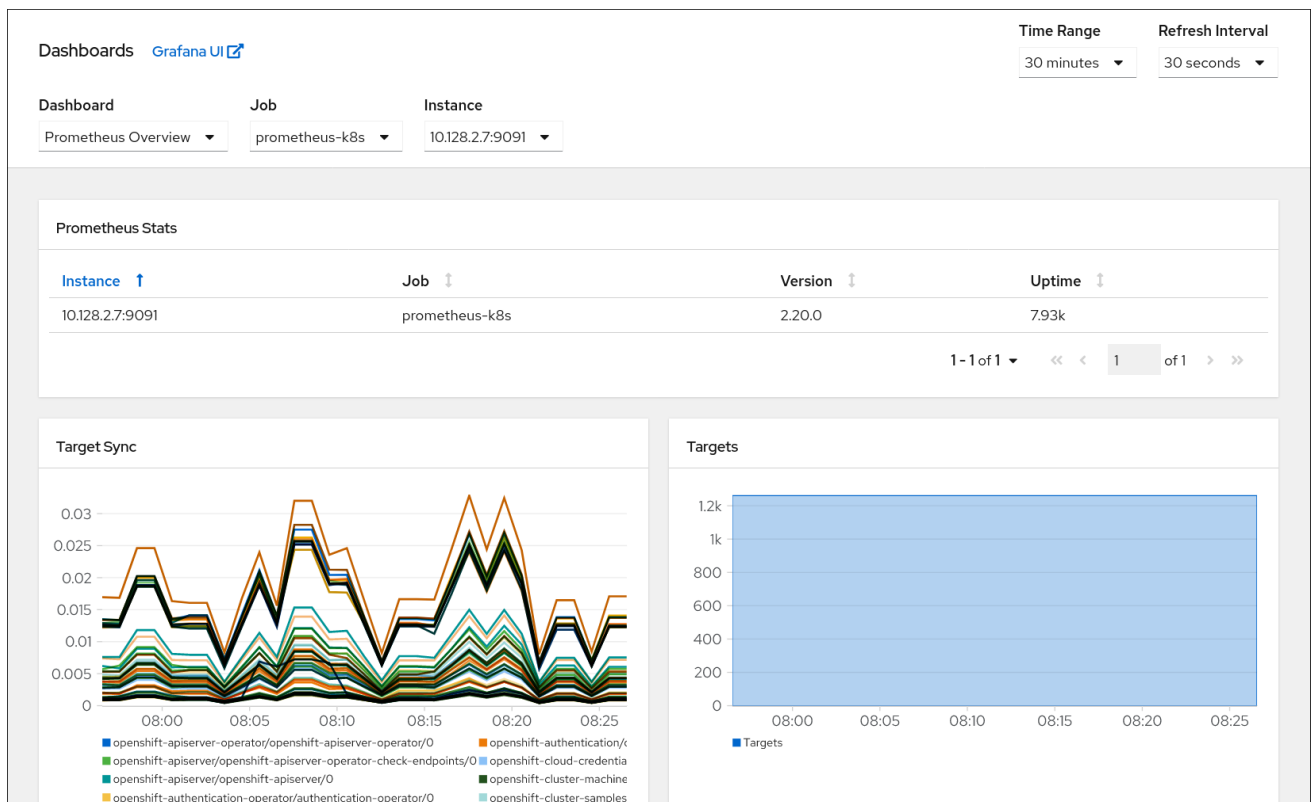 Dashboards Grafana UI
Time Range Refresh Interval
30 minutes 30 seconds
Dashboard Job Instance
Prometheus Overview prometheus-k8s 10.128.2.7:9091
Prometheus Stats
Instance Job Version Uptime
10.128.2.7:9091 prometheus-k8s 2.20.0 7.93k
1 - 1 of 1 1 of 1
Target Sync
0.03
0.025
0.02
0.015
0.01
0.005
0
08:00 08:05 08:10 08:15 08:20 08:25
openshift-apiserver-operator/openshift-apiserver-operator/0 openshift-authentication/
openshift-apiserver/openshift-apiserver-operator-check-endpoints/0 openshift-cloud-credentia
openshift-apiserver/openshift-apiserver/0 openshift-cluster-machine
openshift-authentication-operator/authentication-operator/0 openshift-cluster-samples
Targets
1.2k
1k
800
600
400
200
0
08:00 08:05 08:10 08:15 08:20 08:25
Targets